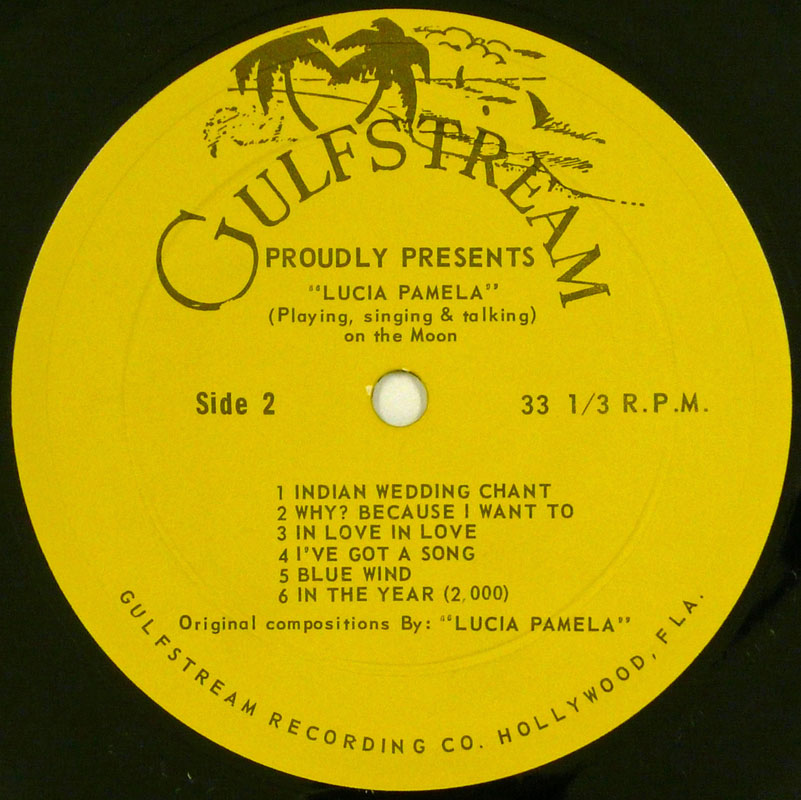 GULFSTREAM
PROUDLY PRESENTS
"LUCIA PAMELA"
(Playing, singing & talking)
on the Moon
Side 2
33 1/3 R.P.M.
1 INDIAN WEDDING CHANT
2 WHY? BECAUSE I WANT TO
3 IN LOVE IN LOVE
4 I'VE GOT A SONG
5 BLUE WIND
6 IN THE YEAR (2,000)
Original compositions By: "LUCIA PAMELA"
GULFSTREAM RECORDING CO. HOLLYWOOD, FLA.